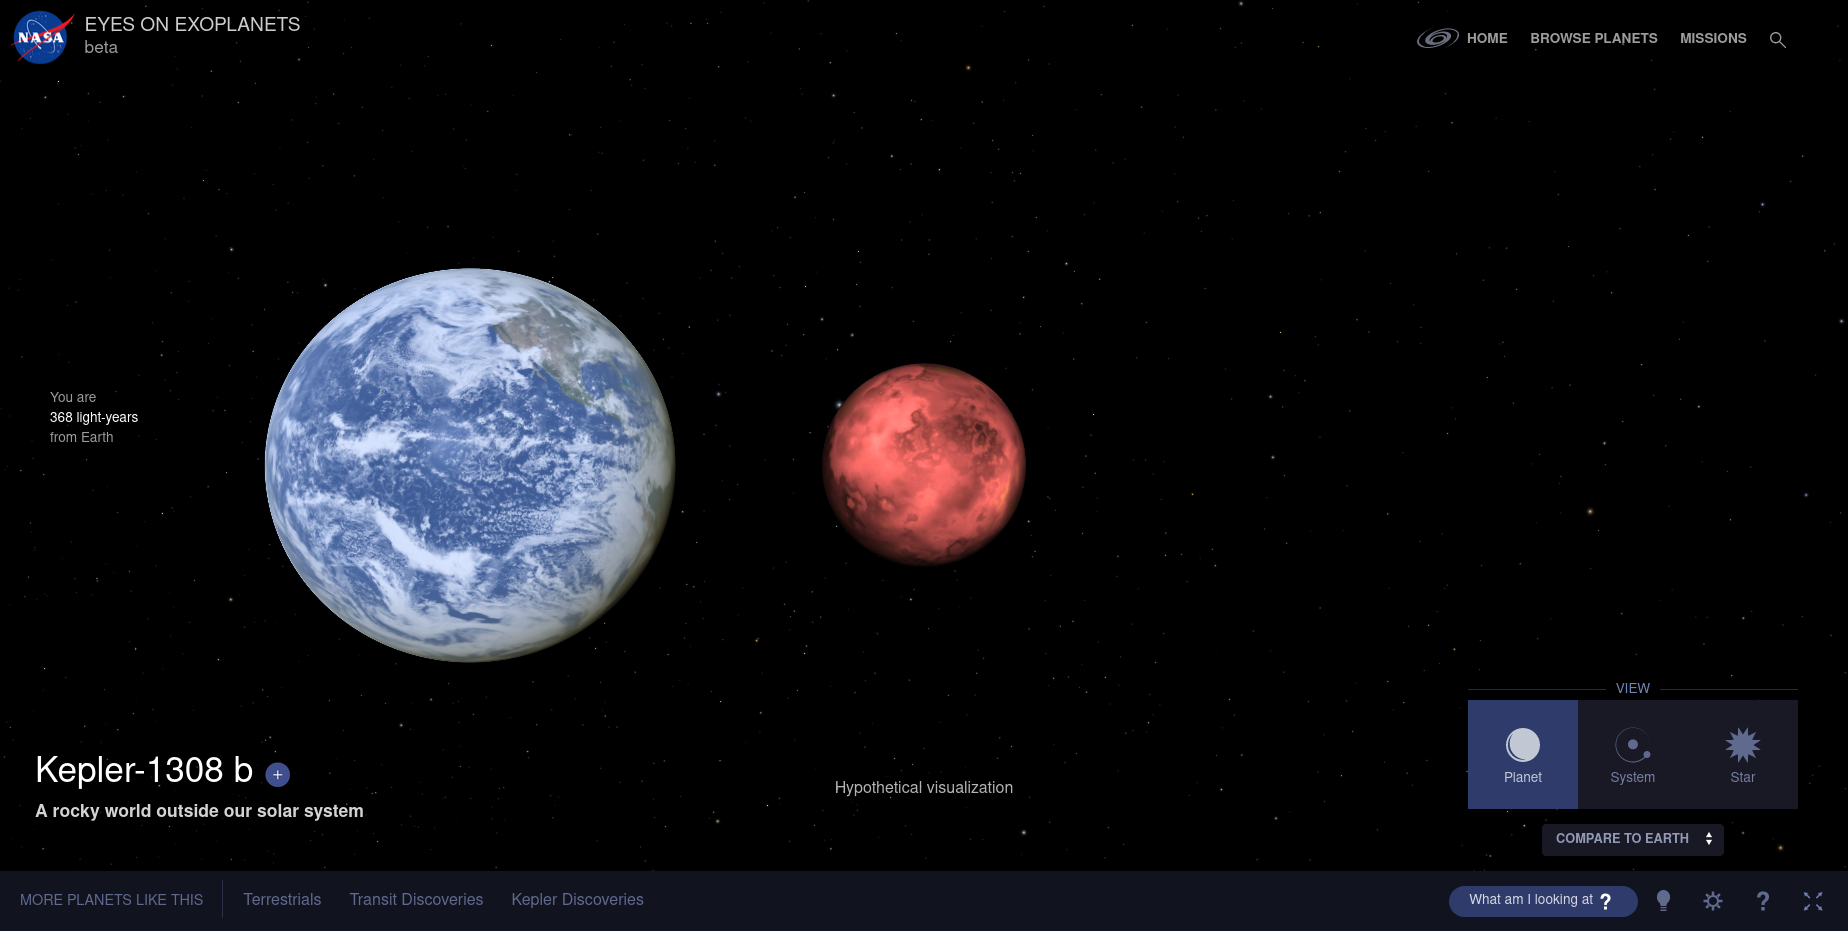 NASA
EYES ON EXOPLANETS
beta
HOME
BROWSE PLANETS
MISSIONS
You are
368 light-years
from Earth
Kepler-1308 b +
A rocky world outside our solar system
Hypothetical visualization
VIEW
Planet
System
Star
COMPARE TO EARTH
MORE PLANETS LIKE THIS
Terrestrials
Transit Discoveries
Kepler Discoveries
What am I looking at ?
?